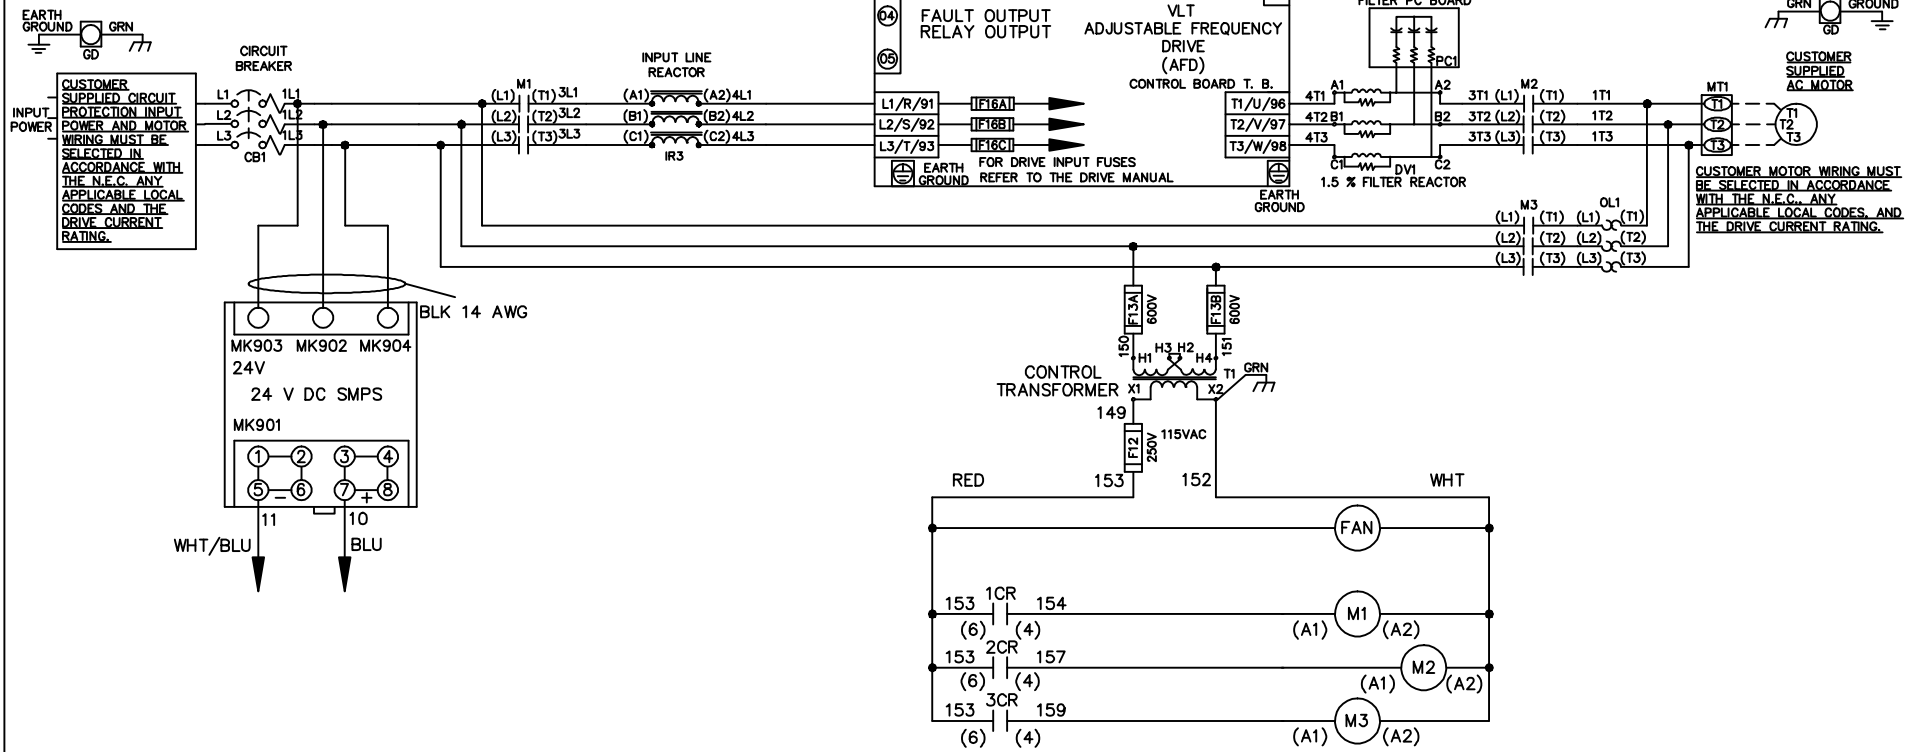 EARTH
GROUND
GRN
GD
CIRCUIT
BREAKER
INPUT
POWER
CUSTOMER
SUPPLIED CIRCUIT
PROTECTION INPUT
POWER AND MOTOR
WIRING MUST BE
SELECTED IN
ACCORDANCE WITH
THE N.E.C. ANY
APPLICABLE LOCAL
CODES AND THE
DRIVE CURRENT
RATING.
L1 1L1
L2 1L2
L3 1L3
CB1
M1
(L1) (T1) 3L1
(L2) (T2) 3L2
(L3) (T3) 3L3
INPUT LINE
REACTOR
(A1) (A2) 4L1
(B1) (B2) 4L2
(C1) (C2) 4L3
IR3
04
05
FAULT OUTPUT
RELAY OUTPUT
VLT
ADJUSTABLE FREQUENCY
DRIVE
(AFD)
CONTROL BOARD T. B.
L1/R/91 F16A T1/U/96
L2/S/92 F16B T2/V/97
L3/T/93 F16C T3/W/98
EARTH
GROUND
FOR DRIVE INPUT FUSES
REFER TO THE DRIVE MANUAL
EARTH
GROUND
FILTER PC BOARD
PC1
4T1 A1 A2 3T1
4T2 B1 B2 3T2
4T3 C1 C2 3T3
DV1
1.5 % FILTER REACTOR
M2
(L1) (T1) 1T1
(L2) (T2) 1T2
(L3) (T3) 1T3
GRN
GROUND
GD
CUSTOMER
SUPPLIED
AC MOTOR
MT1
T1
T2
T3
T1
T2
T3
CUSTOMER MOTOR WIRING MUST
BE SELECTED IN ACCORDANCE
WITH THE N.E.C., ANY
APPLICABLE LOCAL CODES, AND
THE DRIVE CURRENT RATING.
M3 OL1
(L1) (T1) (L1) (T1)
(L2) (T2) (L2) (T2)
(L3) (T3) (L3) (T3)
BLK 14 AWG
MK903 MK902 MK904
24V
24 V DC SMPS
MK901
1 2 3 4
5 - 6 7 + 8
11 10
WHT/BLU BLU
F13A
600V
F13B
600V
150
151
H1 H3 H2 H4
CONTROL
TRANSFORMER
X1 X2 T1
GRN
149
F12
250V
115VAC
153 152
RED WHT
FAN
1CR
153 154
(6) (4)
M1
(A1) (A2)
2CR
153 157
(6) (4)
M2
(A1) (A2)
3CR
153 159
(6) (4)
M3
(A1) (A2)